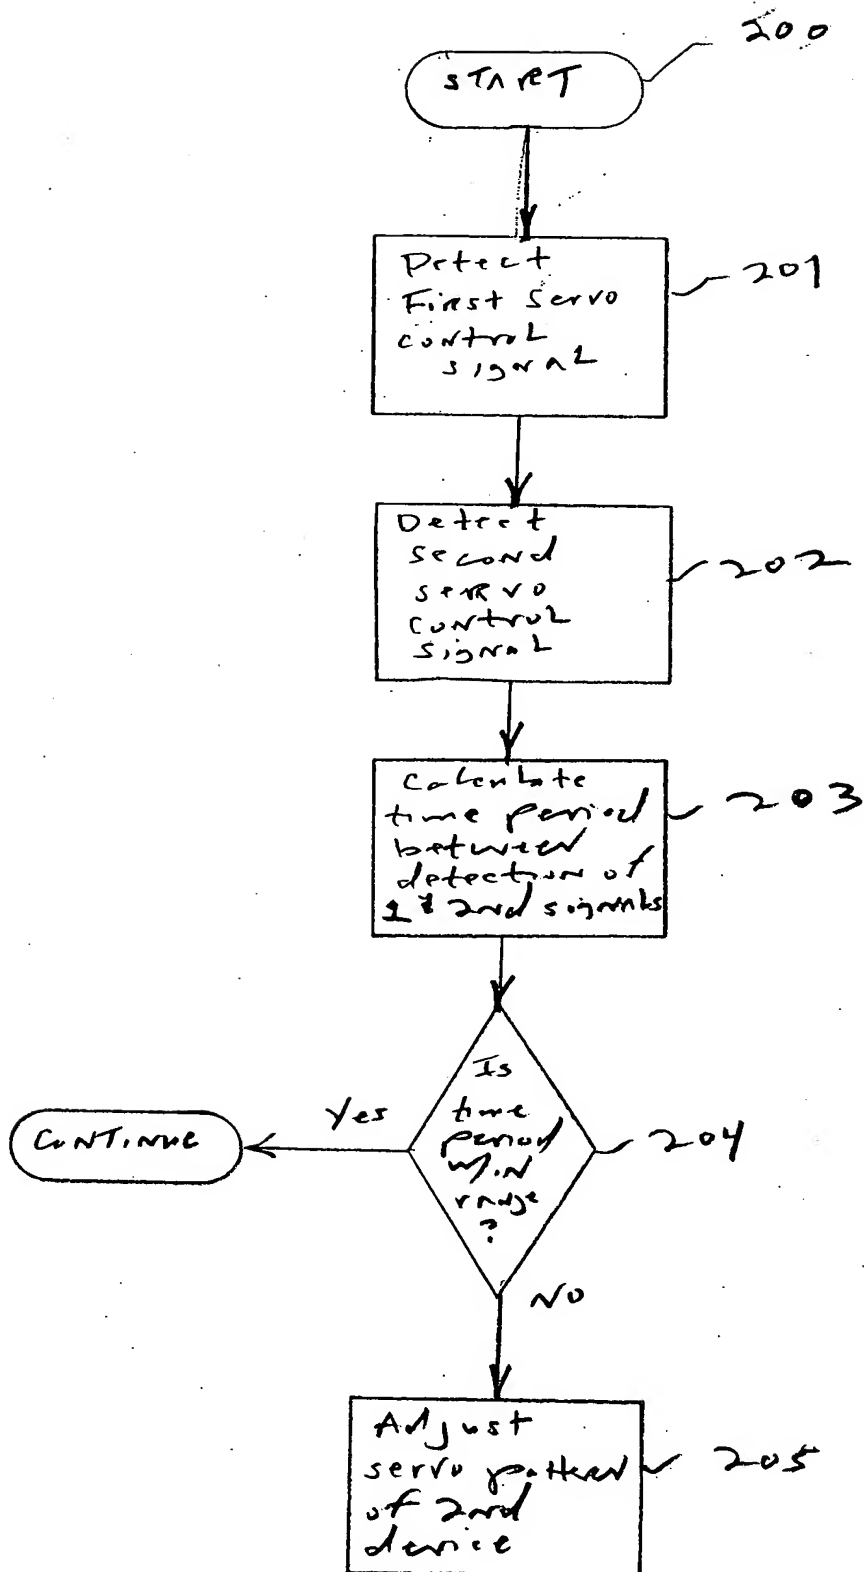 200
START
Detect
First servo
control
signal
201
Detect
second
servo
control
signal
202
Calculate
time period
between
detection of
1 & 2nd signals
203
Is
time
period
w/in
range
?
204
Yes
CONTINUE
NO
Adjust
servo pattern
of 2nd
device
205